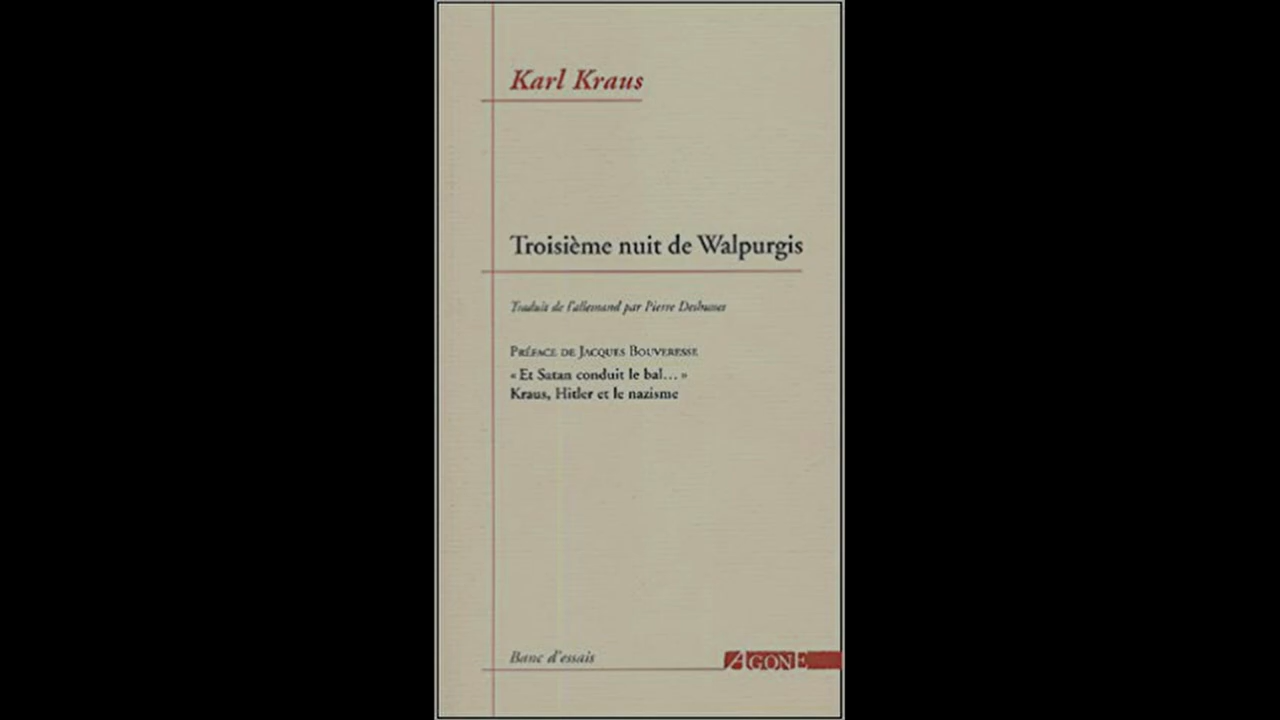 Karl Kraus
Troisième nuit de Walpurgis
Traduit de l'allemand par Pierre Deshusses
PRÉFACE DE JACQUES BOUVERESSE
« Et Satan conduit le bal… »
Kraus, Hitler et le nazisme
Banc d'essais
AGONE